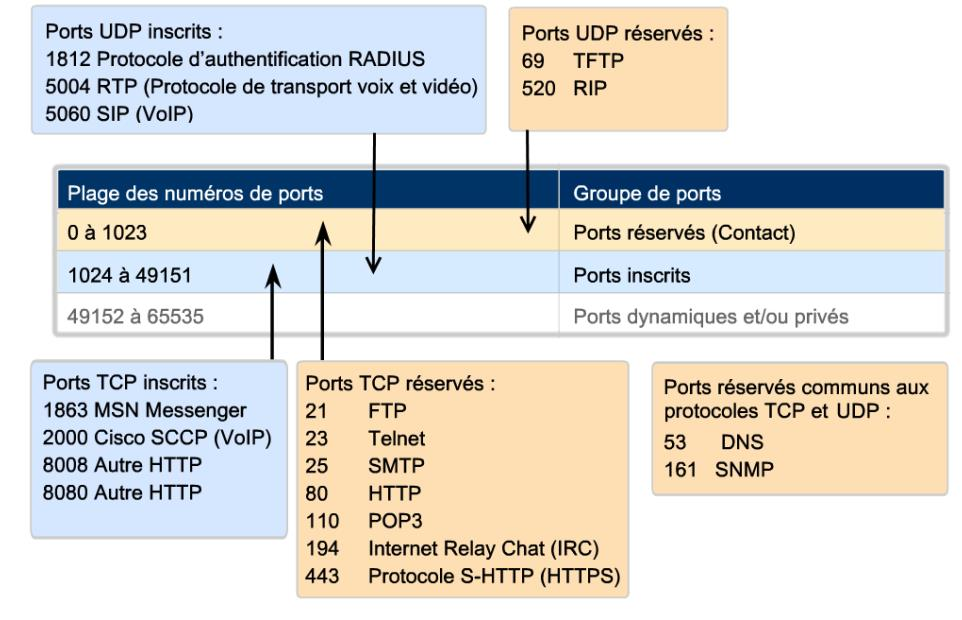 Ports UDP inscrits :
1812 Protocole d'authentification RADIUS
5004 RTP (Protocole de transport voix et vidéo)
5060 SIP (VoIP)
Ports UDP réservés :
69 TFTP
520 RIP
Plage des numéros de ports Groupe de ports
0 à 1023 Ports réservés (Contact)
1024 à 49151 Ports inscrits
49152 à 65535 Ports dynamiques et/ou privés
Ports TCP inscrits :
1863 MSN Messenger
2000 Cisco SCCP (VoIP)
8008 Autre HTTP
8080 Autre HTTP
Ports TCP réservés :
21 FTP
23 Telnet
25 SMTP
80 HTTP
110 POP3
194 Internet Relay Chat (IRC)
443 Protocole S-HTTP (HTTPS)
Ports réservés communs aux
protocoles TCP et UDP :
53 DNS
161 SNMP